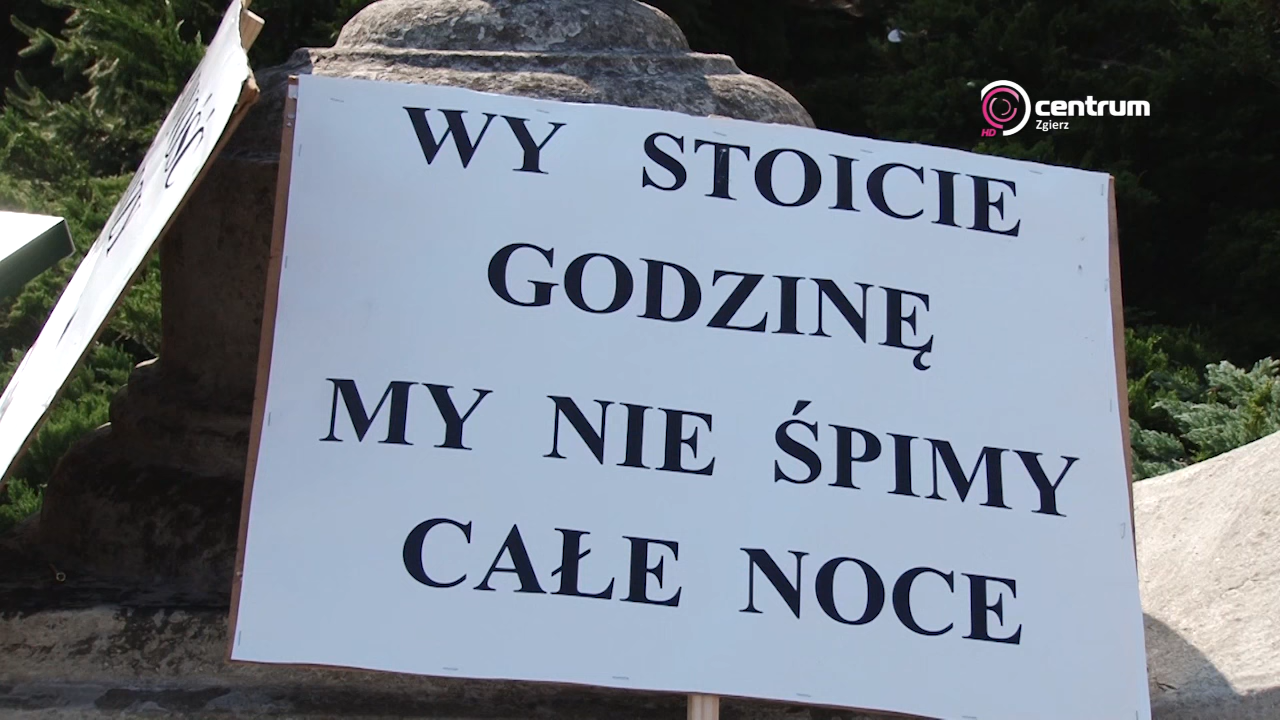 WY STOICIE
GODZINĘ
MY NIE ŚPIMY
CAŁE NOCE
centrum
Zgierz
HD